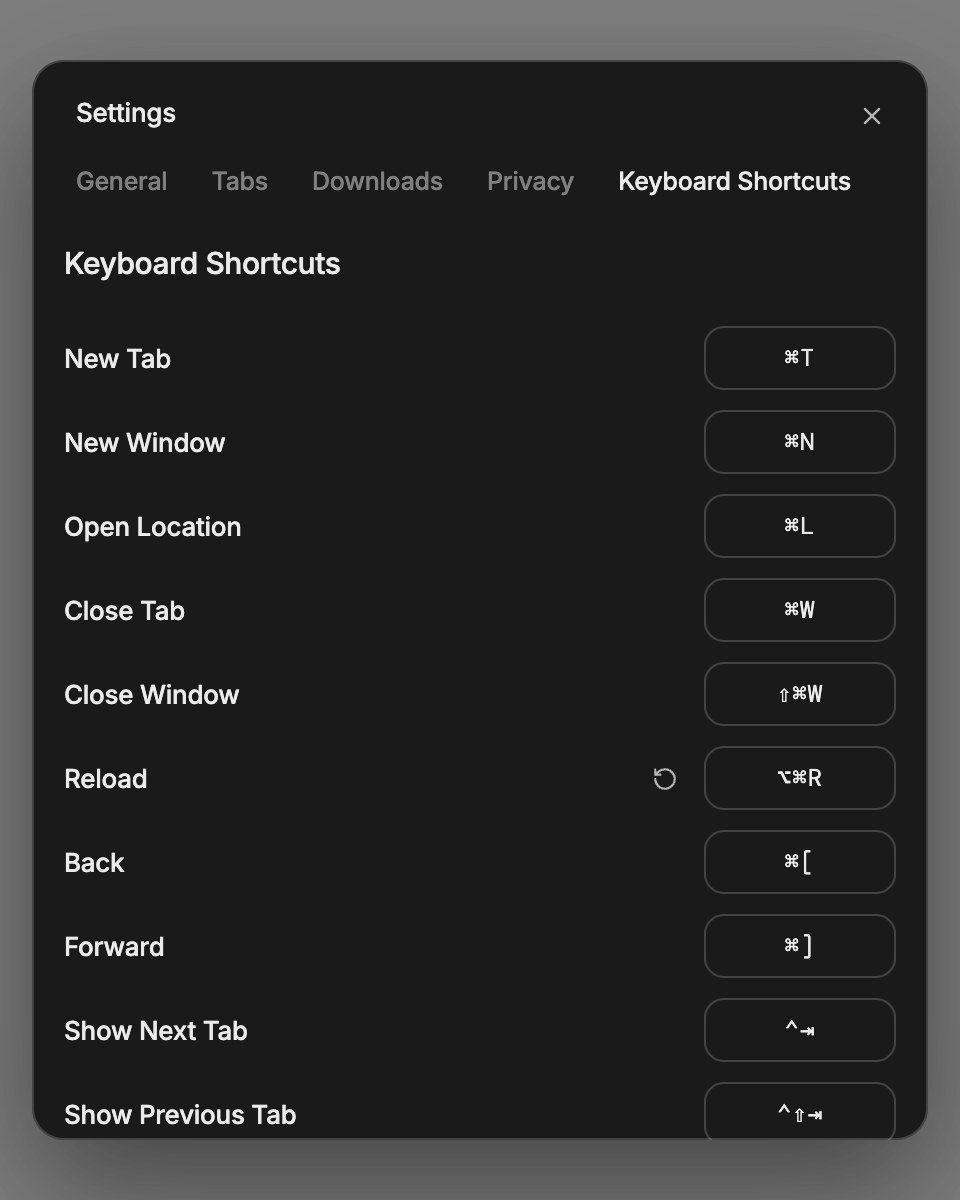 Settings
General Tabs Downloads Privacy Keyboard Shortcuts
Keyboard Shortcuts
New Tab ⌘T
New Window ⌘N
Open Location ⌘L
Close Tab ⌘W
Close Window ⇧⌘W
Reload ⌥⌘R
Back ⌘[
Forward ⌘]
Show Next Tab ^⇥
Show Previous Tab ^⇧⇥